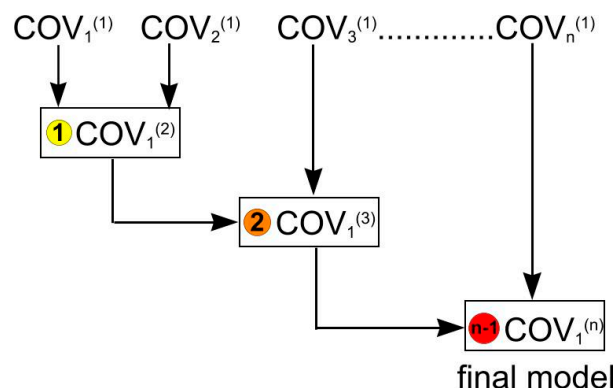 COV₁⁽¹⁾ COV₂⁽¹⁾ COV₃⁽¹⁾.............COVₙ⁽¹⁾
1 COV₁⁽²⁾
2 COV₁⁽³⁾
n-1 COV₁⁽ⁿ⁾
final model